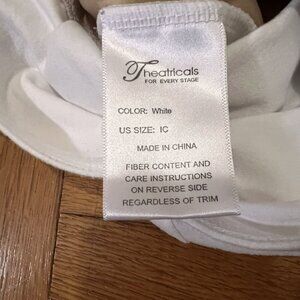 Theatricals
FOR EVERY STAGE
COLOR: White
US SIZE: IC
MADE IN CHINA
FIBER CONTENT AND
CARE INSTRUCTIONS
ON REVERSE SIDE
REGARDLESS OF TRIM